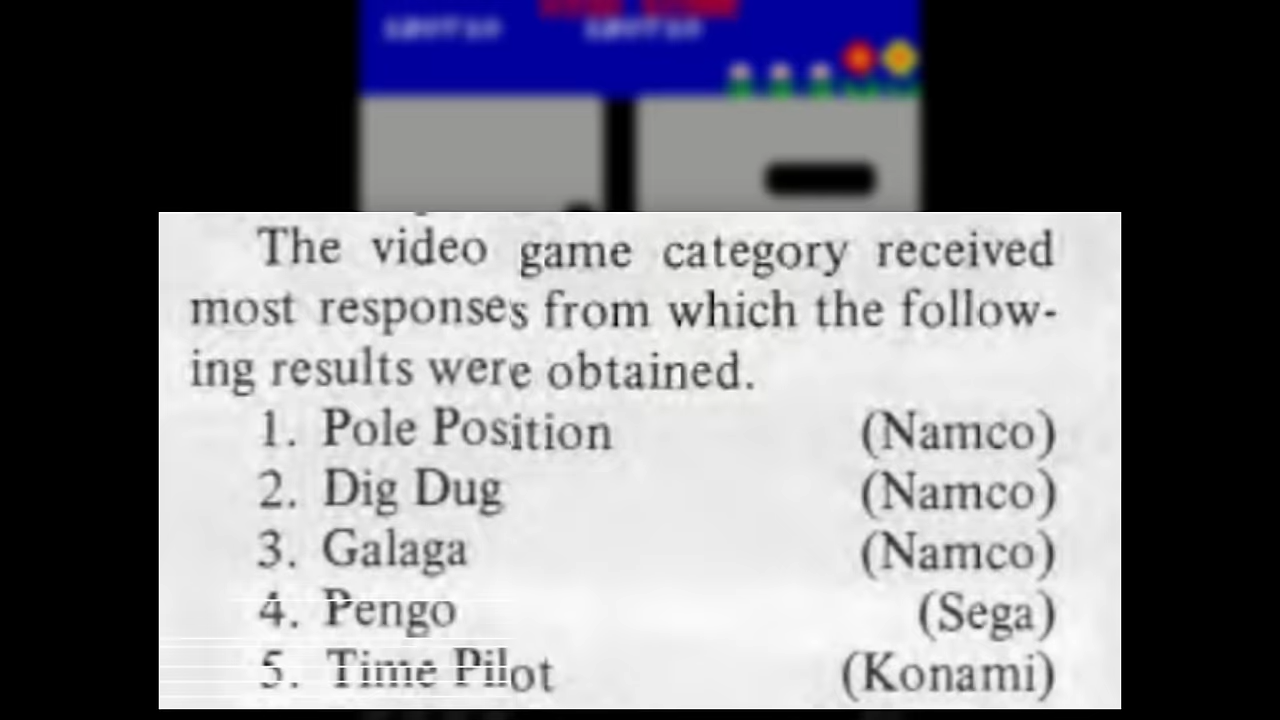 The video game category received
most responses from which the follow-
ing results were obtained.
1. Pole Position (Namco)
2. Dig Dug (Namco)
3. Galaga (Namco)
4. Pengo (Sega)
5. Time Pilot (Konami)